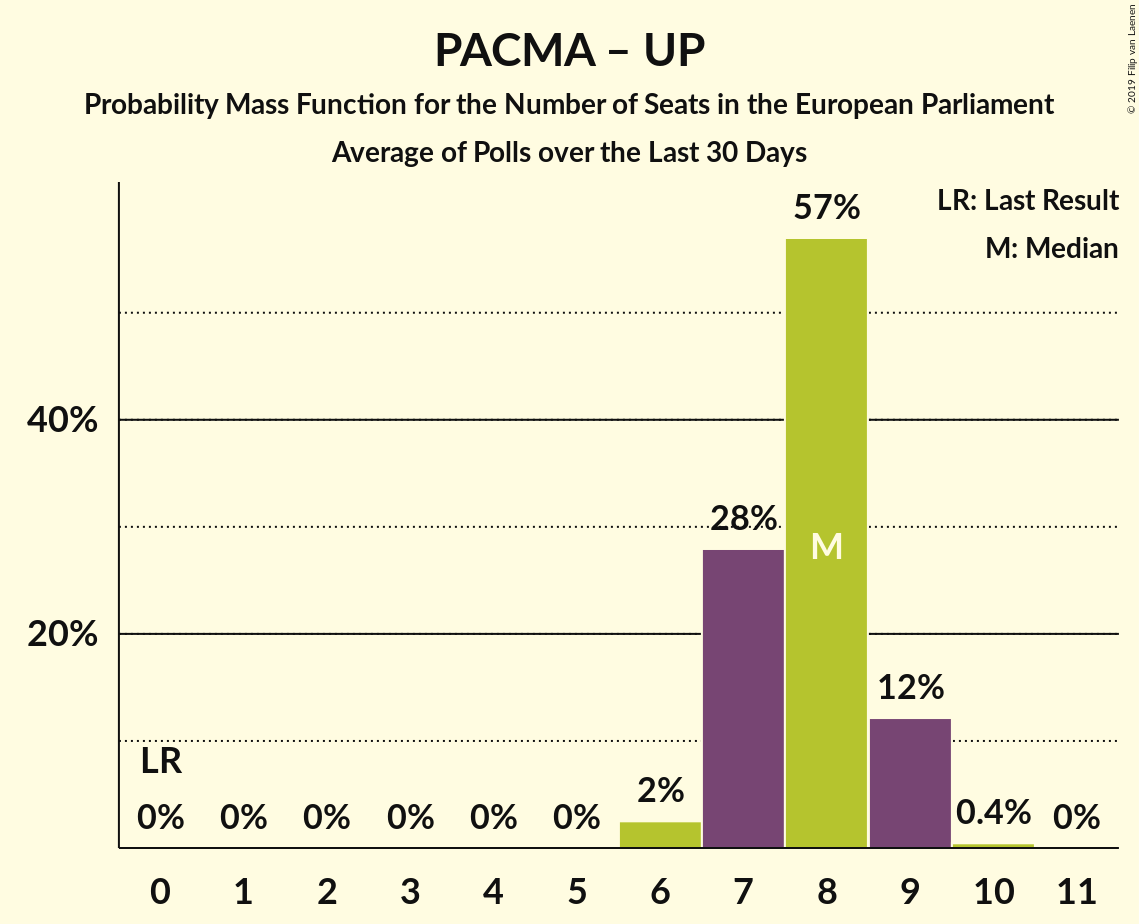 PACMA – UP
Probability Mass Function for the Number of Seats in the European Parliament
Average of Polls over the Last 30 Days
© 2019 Filip van Laenen
LR: Last Result
M: Median
57%
40%
28%
M
20%
12%
LR
2%
0% 0% 0% 0% 0% 0% 0.4% 0%
0 1 2 3 4 5 6 7 8 9 10 11